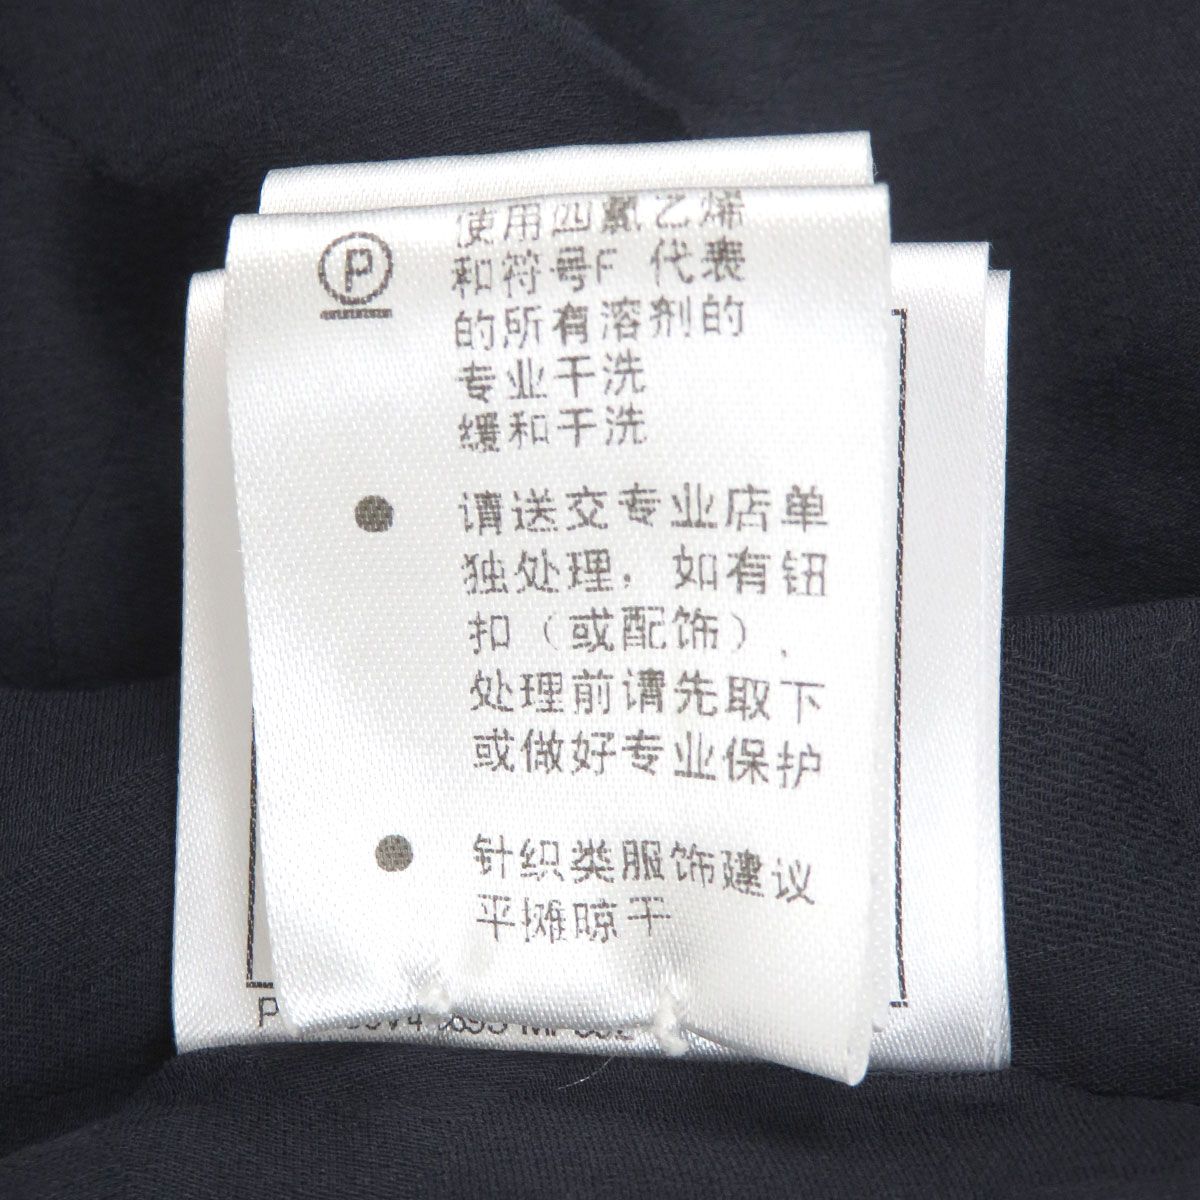 使用四氯乙烯
P
和符号F 代表
的所有溶剂的
专业干洗
缓和干洗
● 请送交专业店单
独处理，如有钮
扣（或配饰），
处理前请先取下
或做好专业保护
● 针织类服饰建议
平摊晾干
P